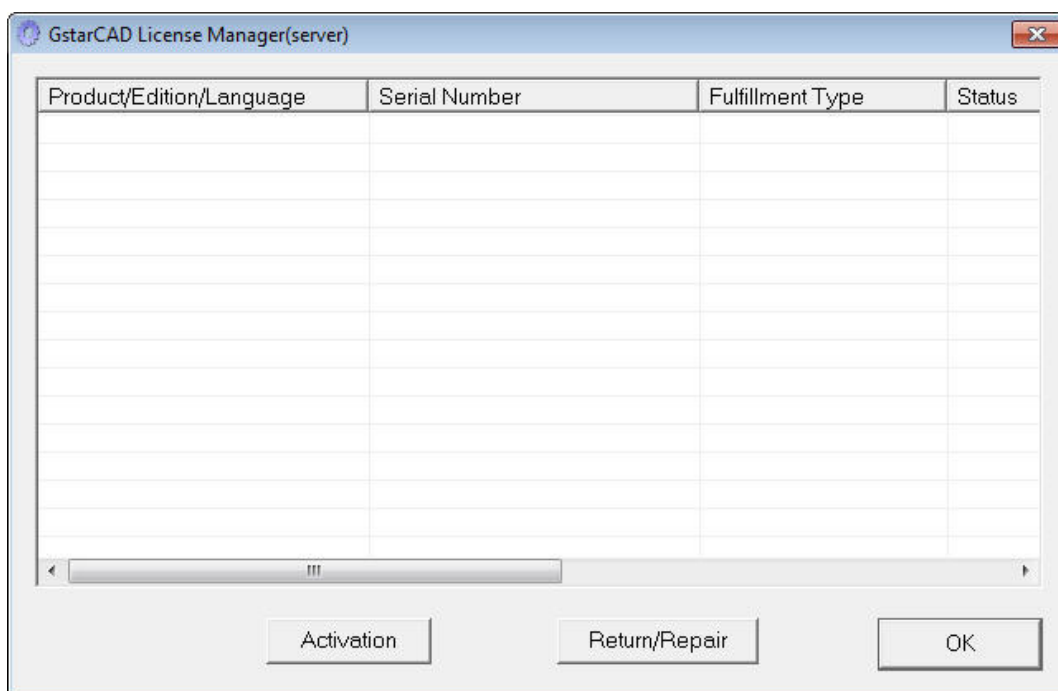 GstarCAD License Manager(server)
Product/Edition/Language Serial Number Fulfillment Type Status
Activation Return/Repair OK